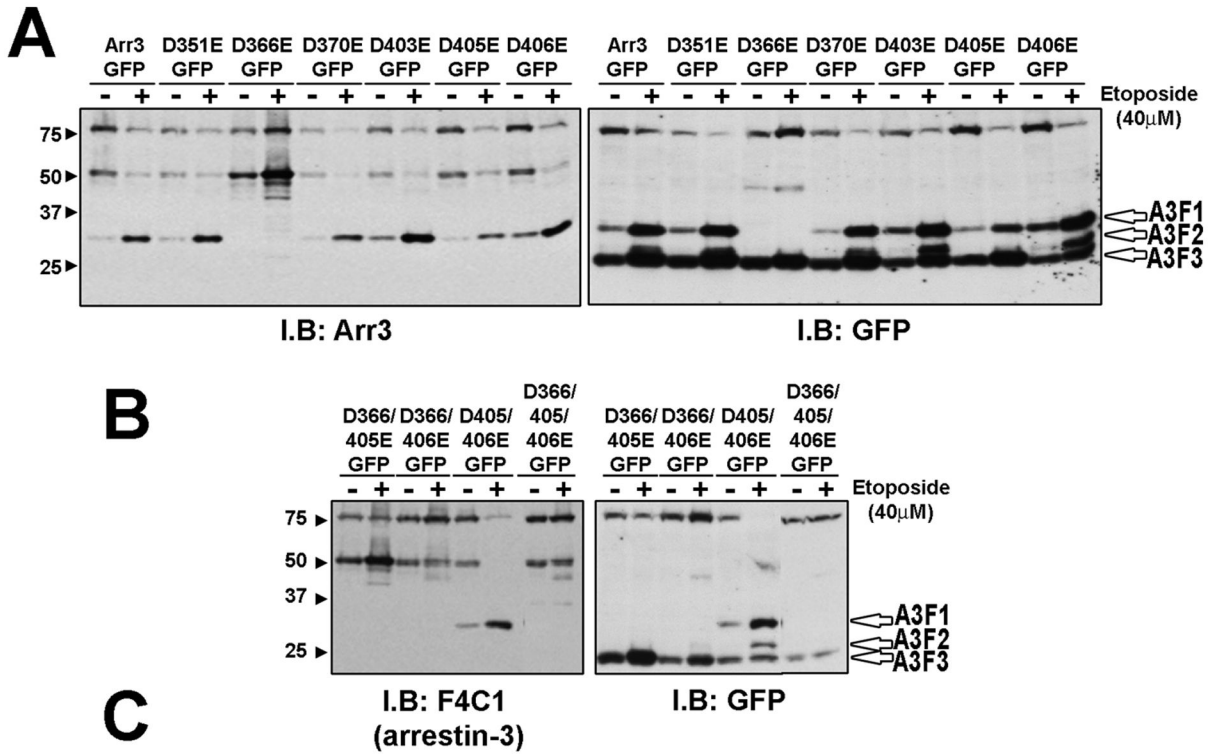 A
Arr3 D351E D366E D370E D403E D405E D406E Arr3 D351E D366E D370E D403E D405E D406E
GFP GFP GFP GFP GFP GFP GFP GFP GFP GFP GFP GFP GFP GFP
- + - + - + - + - + - + - + - + - + - + - + - + - + - + Etoposide
(40μM)
75
50
37
25
A3F1
A3F2
A3F3
I.B: Arr3 I.B: GFP
B
D366/ D366/
D366/ D366/ D405/ 405/ D366/ D366/ D405/ 405/
405E 406E 406E 406E 405E 406E 406E 406E
GFP GFP GFP GFP GFP GFP GFP GFP
- + - + - + - + - + - + - + - + Etoposide
(40μM)
75
50
37
25
A3F1
A3F2
A3F3
I.B: F4C1 I.B: GFP
(arrestin-3)
C